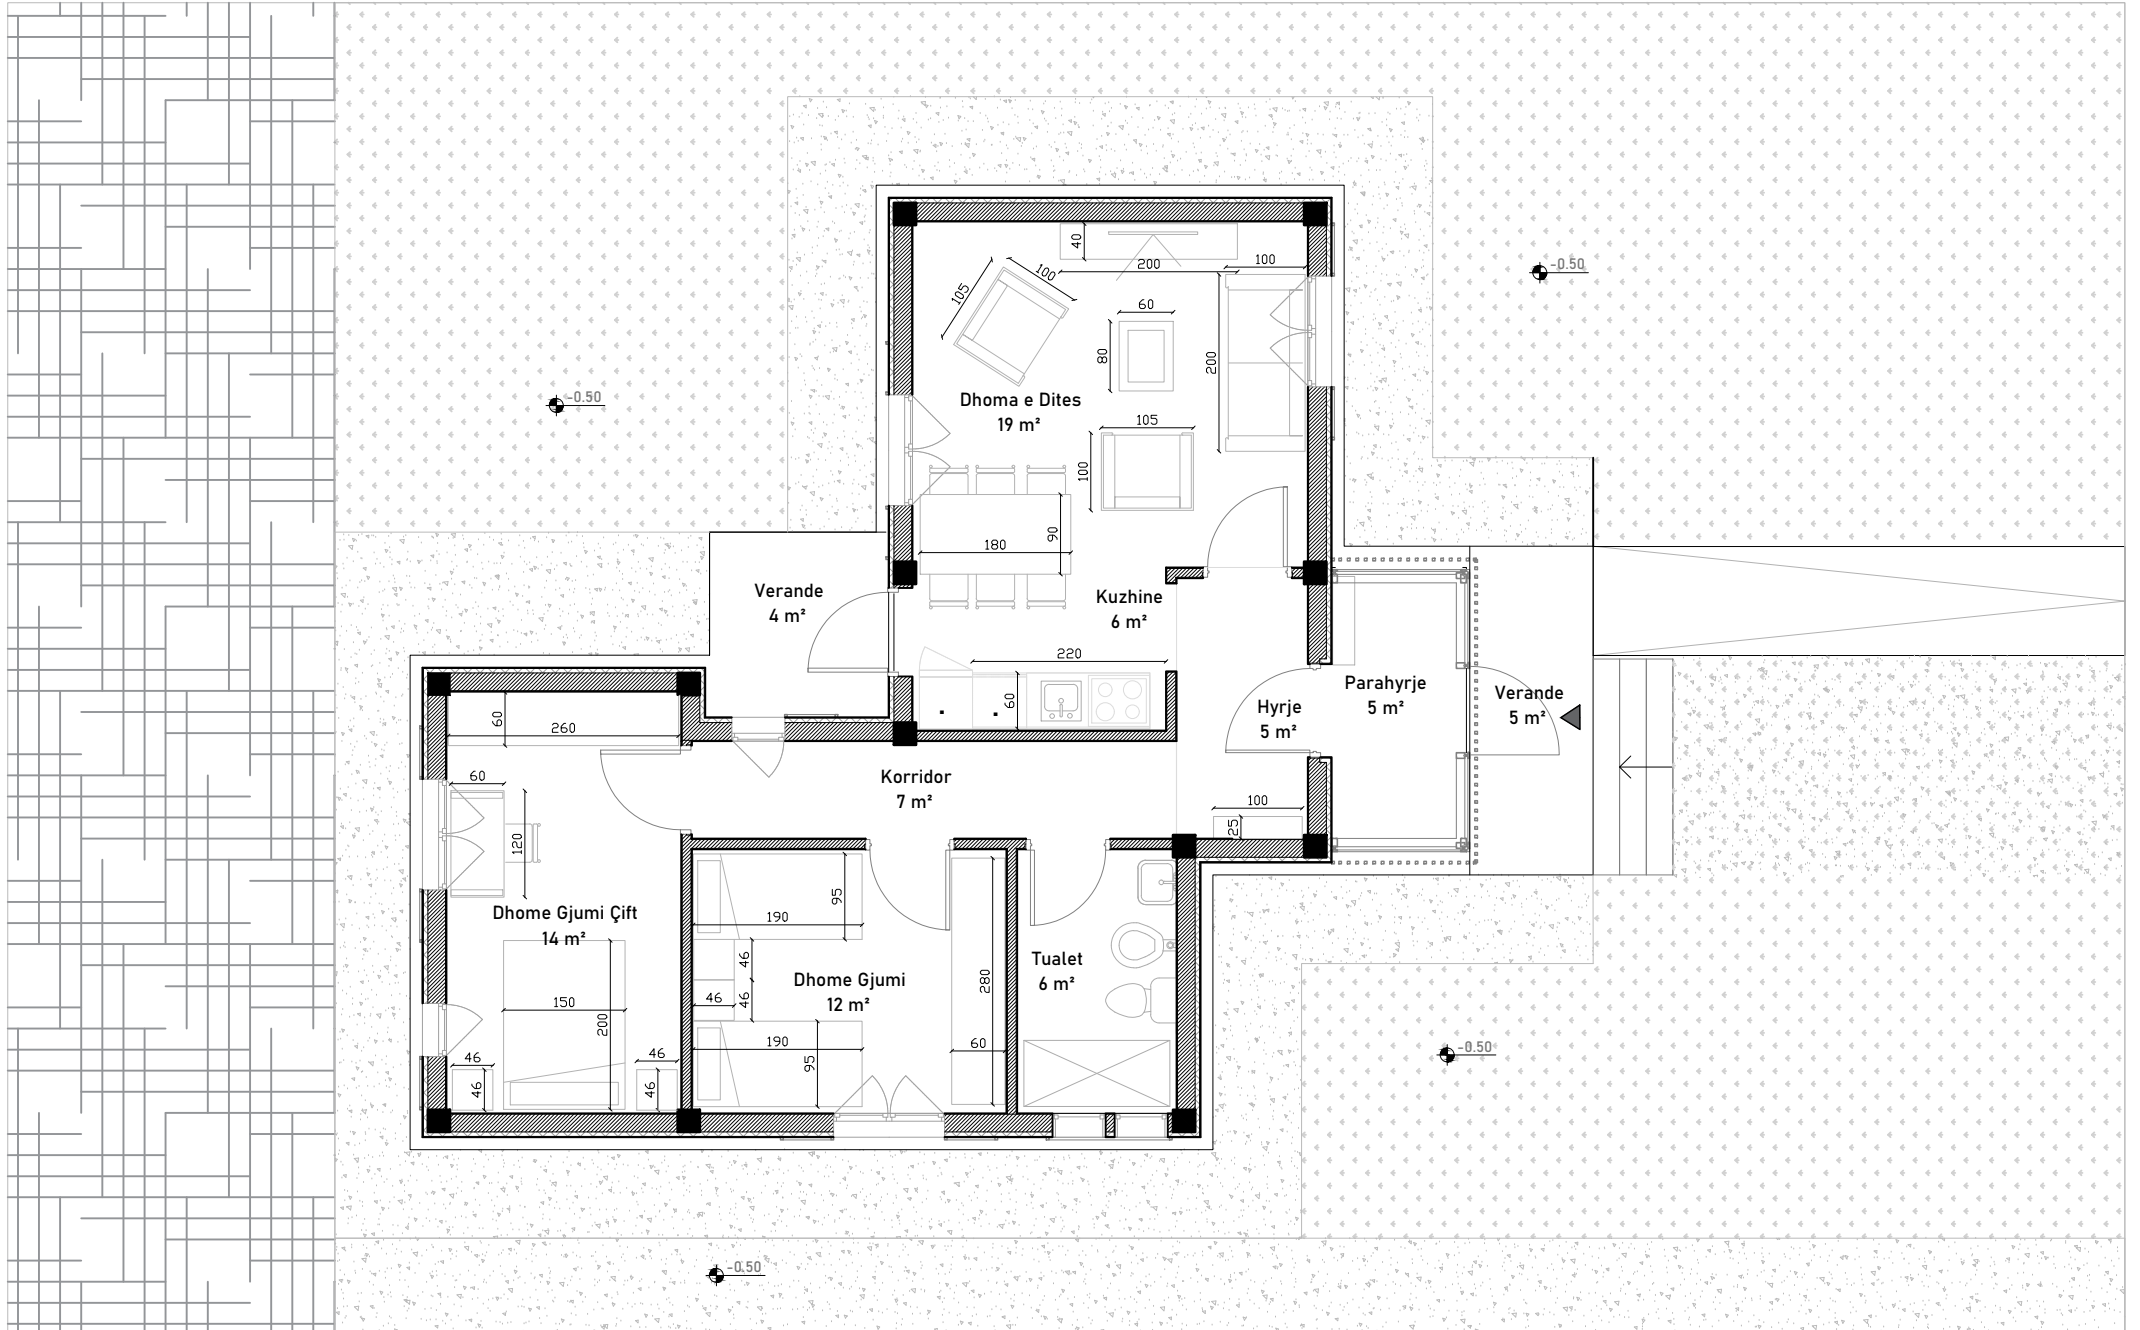 40
200
100
-0.50
105
100
60
80
200
-0.50
Dhoma e Dites
19 m²
105
100
90
180
Verande
4 m²
Kuzhine
6 m²
220
60
Parahyrje
5 m²
Verande
5 m²
Hyrje
5 m²
60
260
60
120
Korridor
7 m²
100
25
95
190
Dhome Gjumi Çift
14 m²
46
46
46
Dhome Gjumi
12 m²
280
Tualet
6 m²
150
200
190
95
60
46
46
46
46
-0.50
-0.50